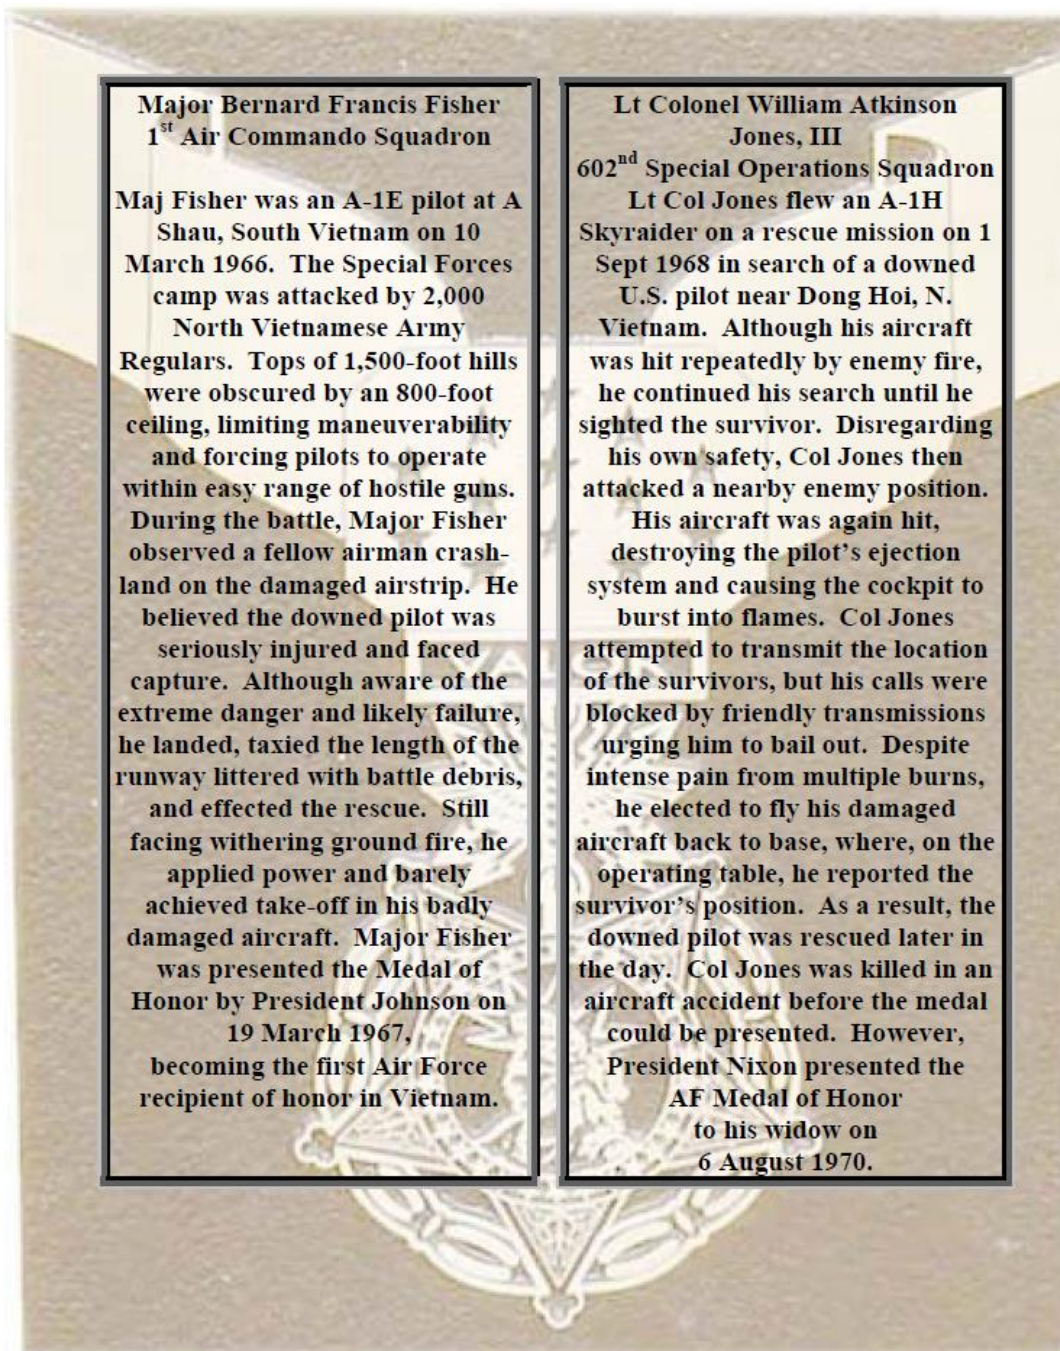 Major Bernard Francis Fisher
1st Air Commando Squadron
Maj Fisher was an A-1E pilot at A
Shau, South Vietnam on 10
March 1966.  The Special Forces
camp was attacked by 2,000
North Vietnamese Army
Regulars.  Tops of 1,500-foot hills
were obscured by an 800-foot
ceiling, limiting maneuverability
and forcing pilots to operate
within easy range of hostile guns.
During the battle, Major Fisher
observed a fellow airman crash-
land on the damaged airstrip.  He
believed the downed pilot was
seriously injured and faced
capture.  Although aware of the
extreme danger and likely failure,
he landed, taxied the length of the
runway littered with battle debris,
and effected the rescue.  Still
facing withering ground fire, he
applied power and barely
achieved take-off in his badly
damaged aircraft.  Major Fisher
was presented the Medal of
Honor by President Johnson on
19 March 1967,
becoming the first Air Force
recipient of honor in Vietnam.
Lt Colonel William Atkinson
Jones, III
602nd Special Operations Squadron
Lt Col Jones flew an A-1H
Skyraider on a rescue mission on 1
Sept 1968 in search of a downed
U.S. pilot near Dong Hoi, N.
Vietnam.  Although his aircraft
was hit repeatedly by enemy fire,
he continued his search until he
sighted the survivor.  Disregarding
his own safety, Col Jones then
attacked a nearby enemy position.
His aircraft was again hit,
destroying the pilot's ejection
system and causing the cockpit to
burst into flames.  Col Jones
attempted to transmit the location
of the survivors, but his calls were
blocked by friendly transmissions
urging him to bail out.  Despite
intense pain from multiple burns,
he elected to fly his damaged
aircraft back to base, where, on the
operating table, he reported the
survivor's position.  As a result, the
downed pilot was rescued later in
the day.  Col Jones was killed in an
aircraft accident before the medal
could be presented.  However,
President Nixon presented the
AF Medal of Honor
to his widow on
6 August 1970.
VALOR